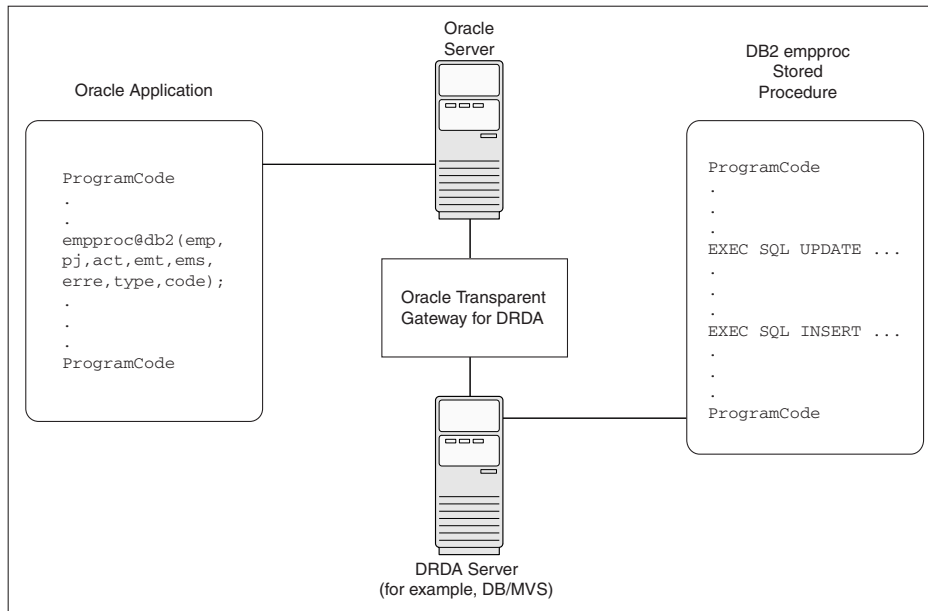 Oracle Application
ProgramCode
.
.
empproc@db2(emp,
pj,act,emt,ems,
erre,type,code);
.
.
.
ProgramCode
Oracle
Server
Oracle Transparent
Gateway for DRDA
DRDA Server
(for example, DB/MVS)
DB2 empproc
Stored
Procedure
ProgramCode
.
.
.
EXEC SQL UPDATE ...
.
.
.
EXEC SQL INSERT ...
.
.
.
ProgramCode